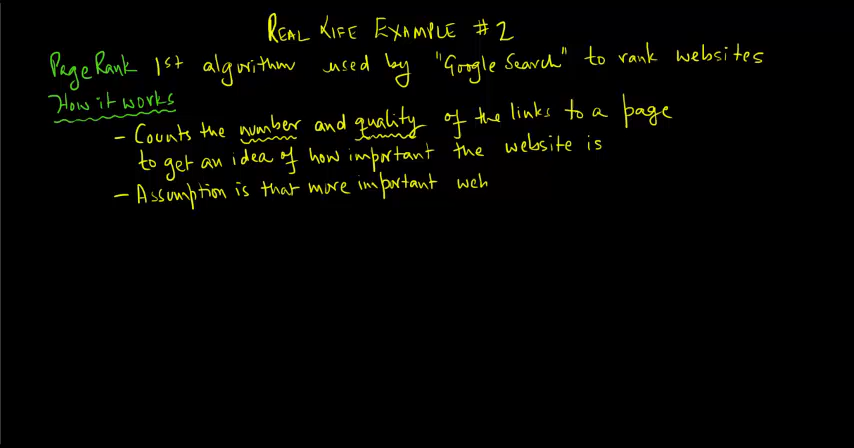 REAL LIFE EXAMPLE #2
PageRank 1st algorithm used by "Google Search" to rank websites
How it works
- Counts the number and quality of the links to a page
to get an idea of how important the website is
- Assumption is that more important web